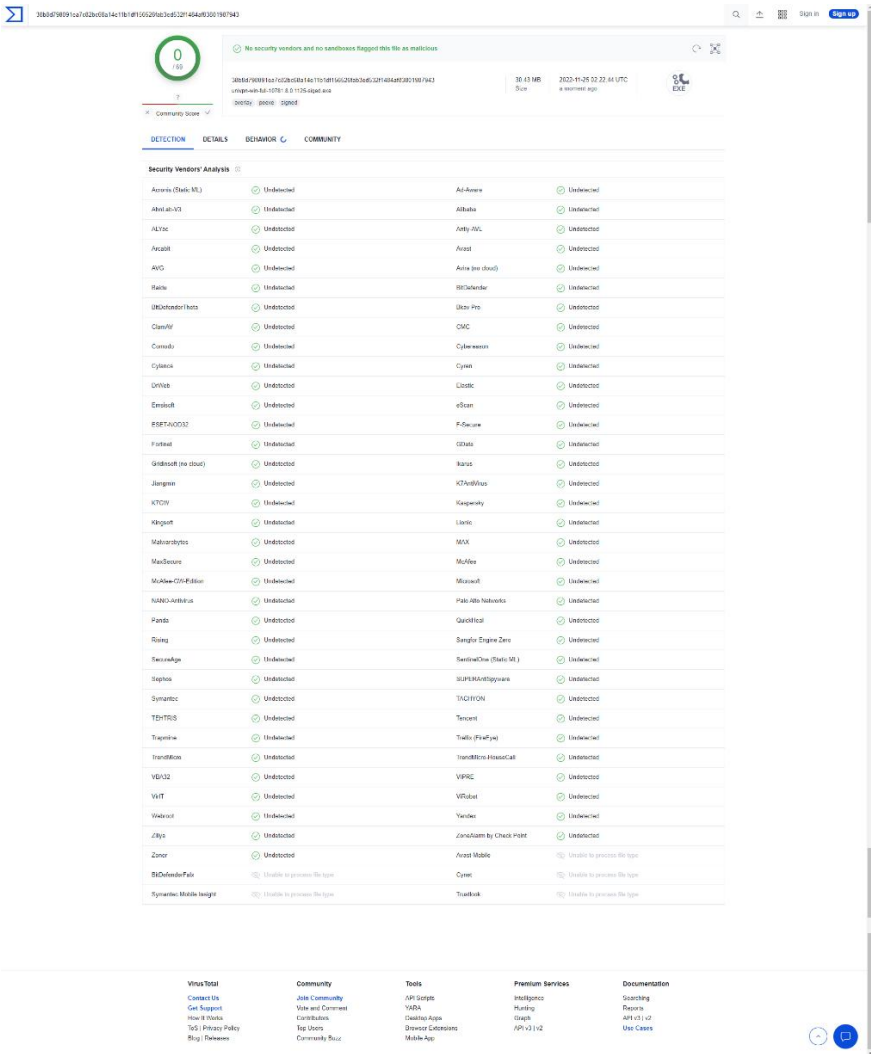 Sign in Sign up
0
No security vendors and no sandboxes flagged this file as malicious
30.43 MB
Size
2022-11-25 02:22:44 UTC
a moment ago
EXE
overlay peexe signed
?
Community Score
DETECTION DETAILS BEHAVIOR COMMUNITY
Security Vendors' Analysis
Acronis (Static ML) Undetected Ad-Aware Undetected
AhnLab-V3 Undetected Alibaba Undetected
ALYac Undetected Antiy-AVL Undetected
Arcabit Undetected Avast Undetected
AVG Undetected Avira (no cloud) Undetected
Baidu Undetected BitDefender Undetected
BitDefenderTheta Undetected Bkav Pro Undetected
ClamAV Undetected CMC Undetected
Comodo Undetected Cybereason Undetected
Cylance Undetected Cyren Undetected
DrWeb Undetected Elastic Undetected
Emsisoft Undetected eScan Undetected
ESET-NOD32 Undetected F-Secure Undetected
Fortinet Undetected GData Undetected
Gridinsoft (no cloud) Undetected Ikarus Undetected
Jiangmin Undetected K7AntiVirus Undetected
K7GW Undetected Kaspersky Undetected
Kingsoft Undetected Lionic Undetected
Malwarebytes Undetected MAX Undetected
MaxSecure Undetected McAfee Undetected
McAfee-GW-Edition Undetected Microsoft Undetected
NANO-Antivirus Undetected Palo Alto Networks Undetected
Panda Undetected QuickHeal Undetected
Rising Undetected Sangfor Engine Zero Undetected
SecureAge Undetected SentinelOne (Static ML) Undetected
Sophos Undetected SUPERAntiSpyware Undetected
Symantec Undetected TACHYON Undetected
TEHTRIS Undetected Tencent Undetected
Trapmine Undetected Trellix (FireEye) Undetected
TrendMicro Undetected TrendMicro-HouseCall Undetected
VBA32 Undetected VIPRE Undetected
VirIT Undetected ViRobot Undetected
Webroot Undetected Yandex Undetected
Zillya Undetected ZoneAlarm by Check Point Undetected
Zoner Undetected Avast-Mobile Unable to process file type
BitDefenderFalx Unable to process file type Cynet Unable to process file type
Symantec Mobile Insight Unable to process file type Trustlook Unable to process file type
VirusTotal Community Tools Premium Services Documentation
Contact Us Join Community API Scripts Intelligence Searching
Get Support Vote and Comment YARA Hunting Reports
How It Works Contributors Desktop Apps Graph API v3 | v2
ToS | Privacy Policy Top Users Browser Extensions API v3 | v2 Use Cases
Blog | Releases Community Buzz Mobile App